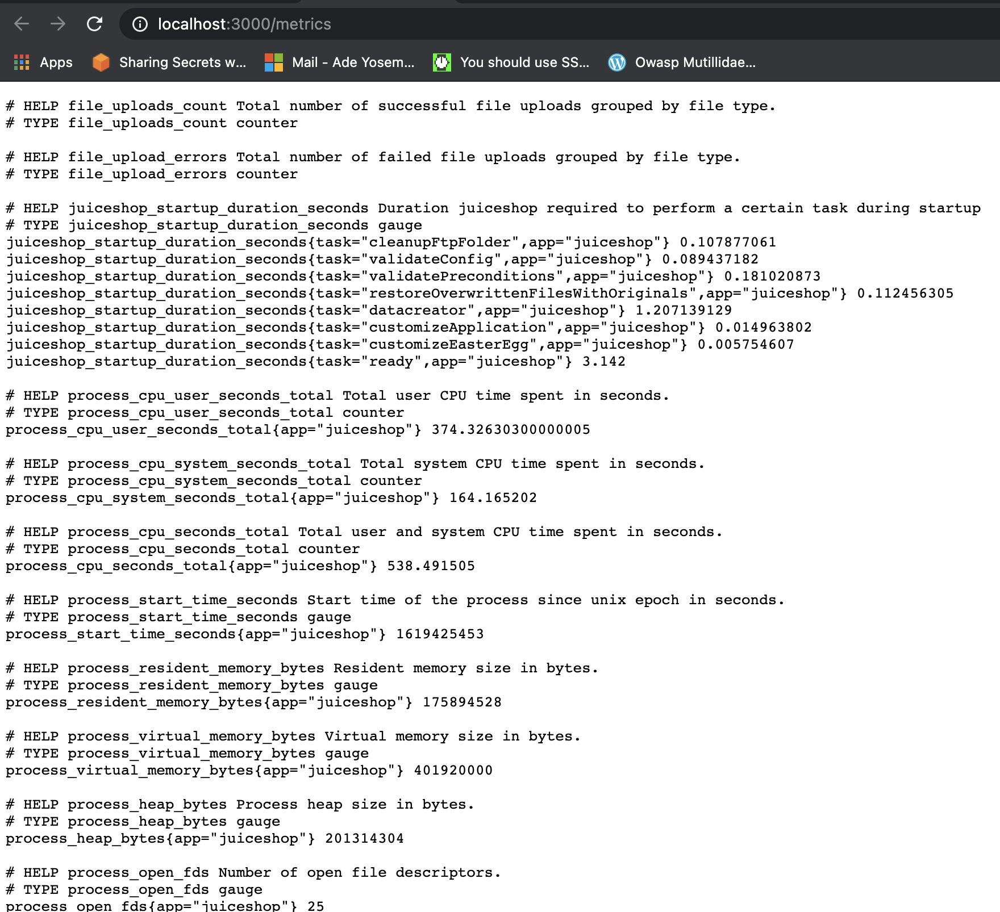 localhost:3000/metrics
Apps Sharing Secrets w... Mail - Ade Yosem... You should use SS... Owasp Mutillidae...
# HELP file_uploads_count Total number of successful file uploads grouped by file type.
# TYPE file_uploads_count counter
# HELP file_upload_errors Total number of failed file uploads grouped by file type.
# TYPE file_upload_errors counter
# HELP juiceshop_startup_duration_seconds Duration juiceshop required to perform a certain task during startup
# TYPE juiceshop_startup_duration_seconds gauge
juiceshop_startup_duration_seconds{task="cleanupFtpFolder",app="juiceshop"} 0.107877061
juiceshop_startup_duration_seconds{task="validateConfig",app="juiceshop"} 0.089437182
juiceshop_startup_duration_seconds{task="validatePreconditions",app="juiceshop"} 0.181020873
juiceshop_startup_duration_seconds{task="restoreOverwrittenFilesWithOriginals",app="juiceshop"} 0.112456305
juiceshop_startup_duration_seconds{task="datacreator",app="juiceshop"} 1.207139129
juiceshop_startup_duration_seconds{task="customizeApplication",app="juiceshop"} 0.014963802
juiceshop_startup_duration_seconds{task="customizeEasterEgg",app="juiceshop"} 0.005754607
juiceshop_startup_duration_seconds{task="ready",app="juiceshop"} 3.142
# HELP process_cpu_user_seconds_total Total user CPU time spent in seconds.
# TYPE process_cpu_user_seconds_total counter
process_cpu_user_seconds_total{app="juiceshop"} 374.32630300000005
# HELP process_cpu_system_seconds_total Total system CPU time spent in seconds.
# TYPE process_cpu_system_seconds_total counter
process_cpu_system_seconds_total{app="juiceshop"} 164.165202
# HELP process_cpu_seconds_total Total user and system CPU time spent in seconds.
# TYPE process_cpu_seconds_total counter
process_cpu_seconds_total{app="juiceshop"} 538.491505
# HELP process_start_time_seconds Start time of the process since unix epoch in seconds.
# TYPE process_start_time_seconds gauge
process_start_time_seconds{app="juiceshop"} 1619425453
# HELP process_resident_memory_bytes Resident memory size in bytes.
# TYPE process_resident_memory_bytes gauge
process_resident_memory_bytes{app="juiceshop"} 175894528
# HELP process_virtual_memory_bytes Virtual memory size in bytes.
# TYPE process_virtual_memory_bytes gauge
process_virtual_memory_bytes{app="juiceshop"} 401920000
# HELP process_heap_bytes Process heap size in bytes.
# TYPE process_heap_bytes gauge
process_heap_bytes{app="juiceshop"} 201314304
# HELP process_open_fds Number of open file descriptors.
# TYPE process_open_fds gauge
process_open_fds{app="juiceshop"} 25